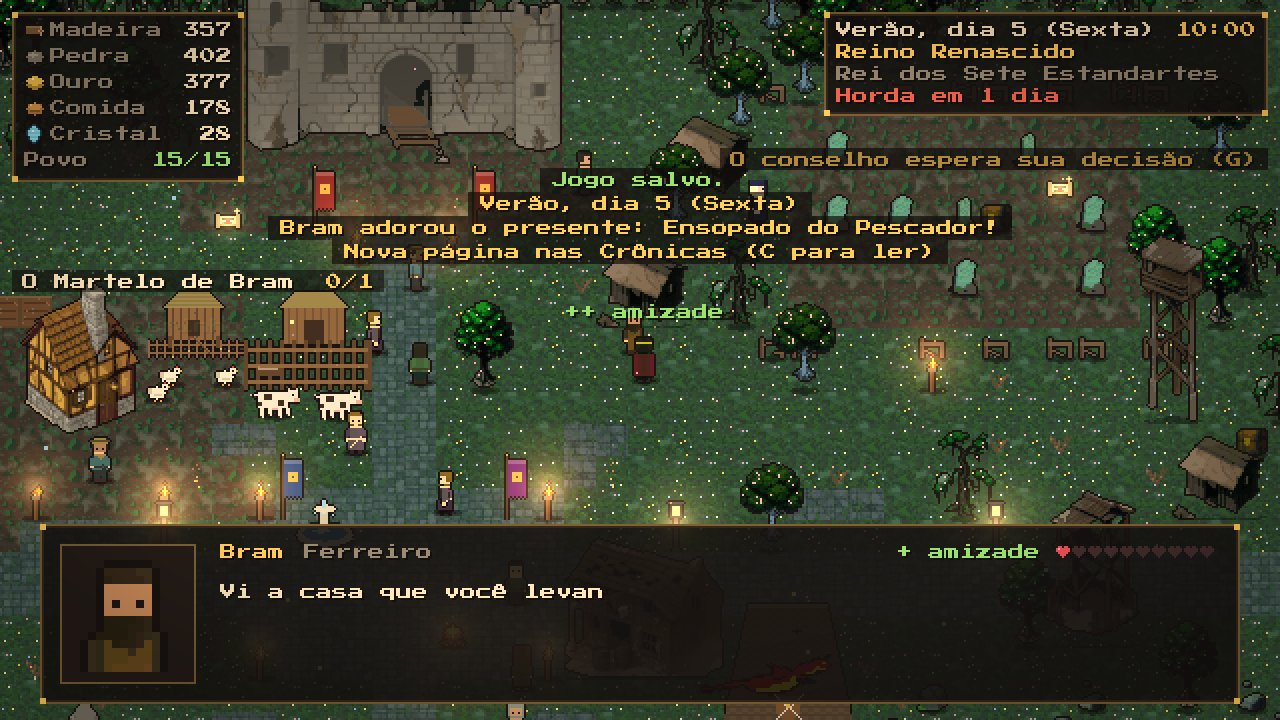 Madeira 357
Pedra 402
Ouro 377
Comida 178
Cristal 28
Povo 15/15
Verão, dia 5 (Sexta) 10:00
Reino Renascido
Rei dos Sete Estandartes
Horda em 1 dia
O conselho espera sua decisão (G)
Jogo salvo.
Verão, dia 5 (Sexta)
Bram adorou o presente: Ensopado do Pescador!
Nova página nas Crônicas (C para ler)
O Martelo de Bram 0/1
++ amizade
Bram Ferreiro + amizade
Vi a casa que você levan